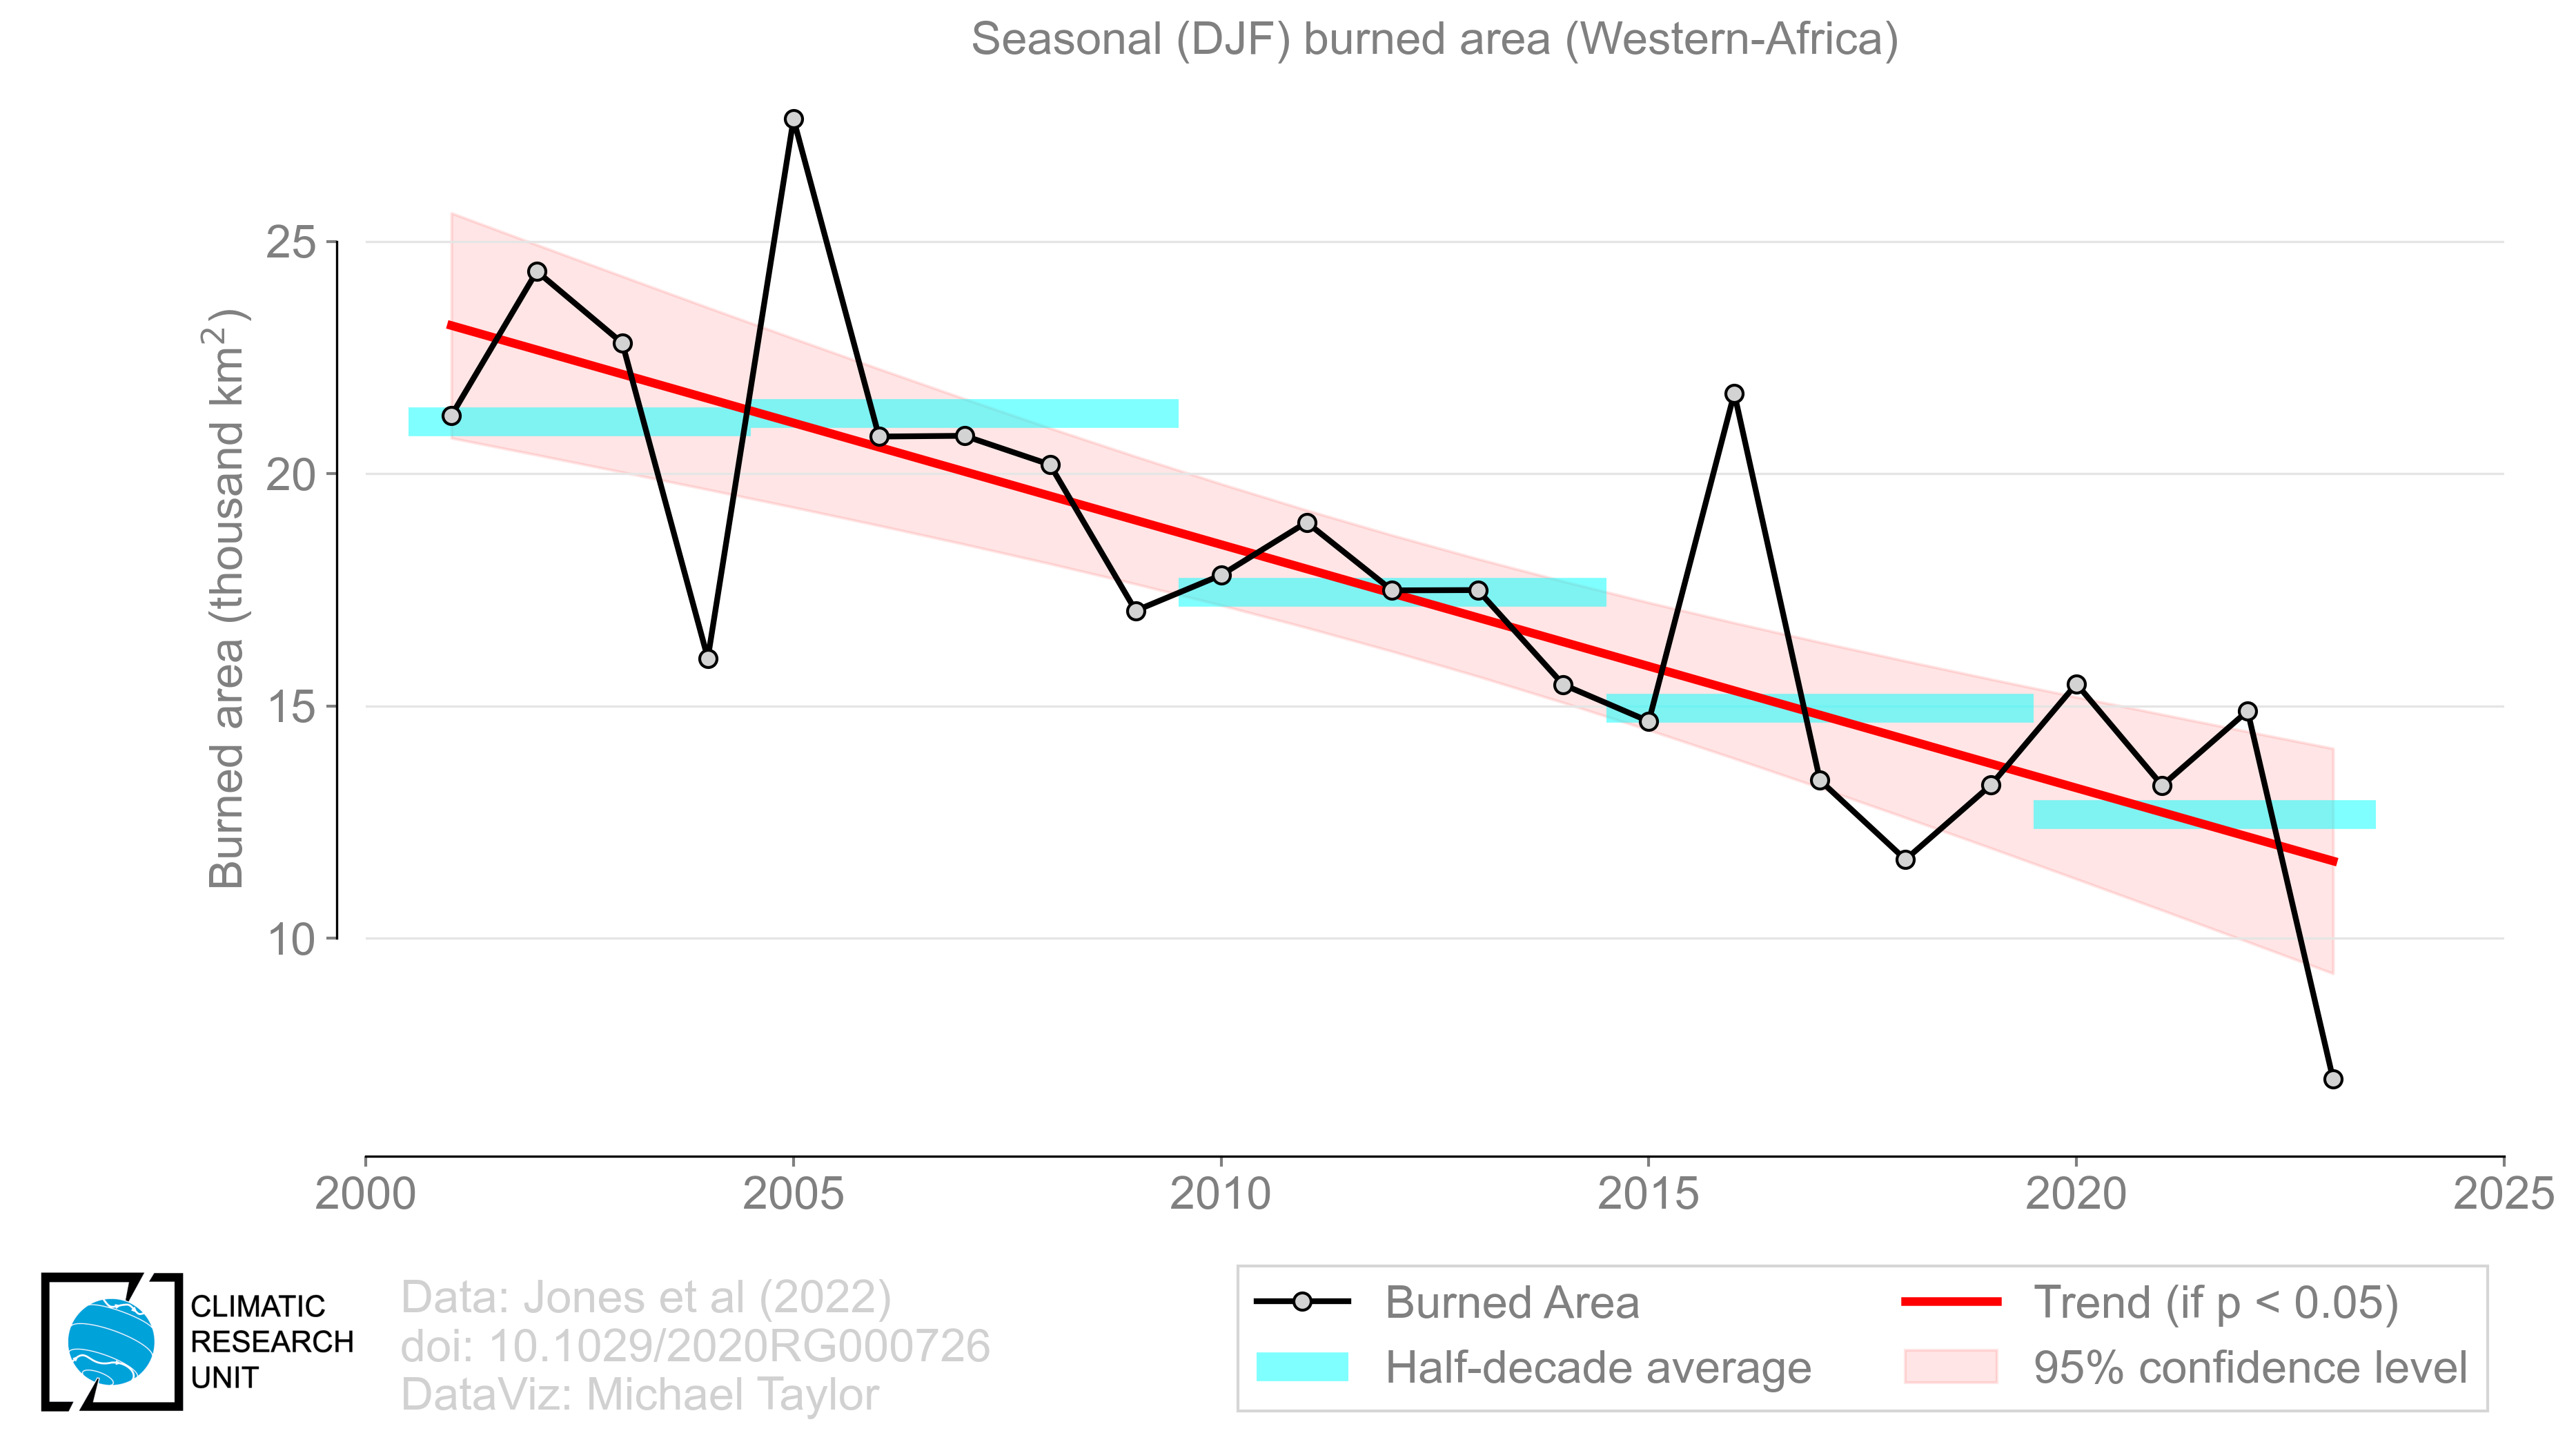 Seasonal (DJF) burned area (Western-Africa)
Burned area (thousand km²)
25
20
15
10
2000
2005
2010
2015
2020
2025
CLIMATIC
RESEARCH
UNIT
Data: Jones et al (2022)
doi: 10.1029/2020RG000726
DataViz: Michael Taylor
Burned Area
Half-decade average
Trend (if p < 0.05)
95% confidence level